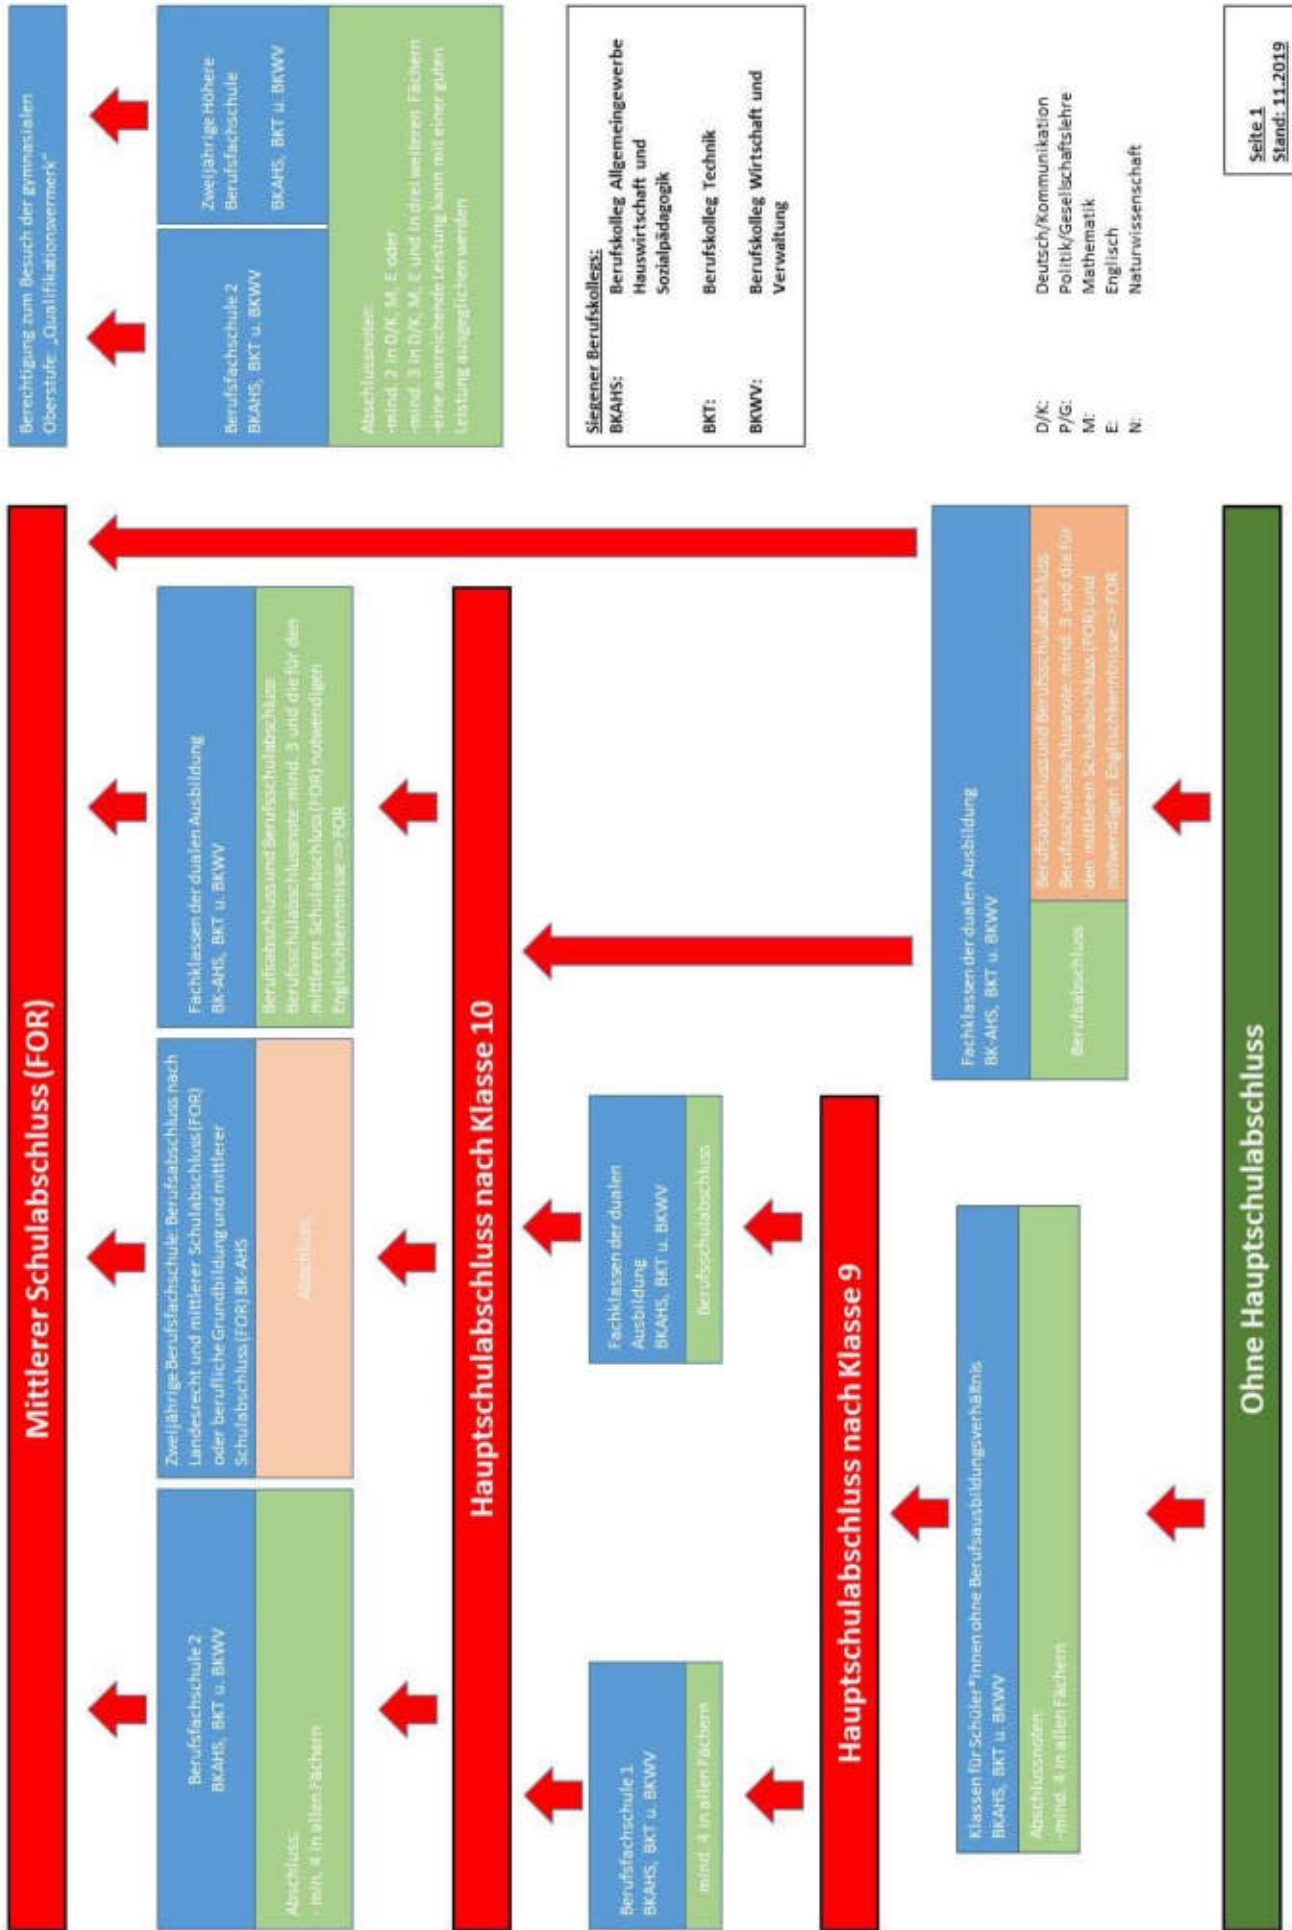 Mittlerer Schulabschluss (FOR)
Berechtigung zum Besuch der gymnasialen
Oberstufe: „Qualifikationsvermerk"
Berufsfachschule 2
BKAHS, BKT u. BKWV
Abschluss:
- min. 4 in allen Fächern
Zweijährige Berufsfachschule: Berufsabschluss nach
Landesrecht und mittlerer Schulabschluss (FOR)
oder berufliche Grundbildung und mittlerer
Schulabschluss (FOR) BK-AHS
Abschluss
Fachklassen der dualen Ausbildung
BK-AHS, BKT u. BKWV
Berufsabschluss und Berufsschulabschluss
Berufsschulabschlussnote: mind. 3 und die für den
mittleren Schulabschluss (FOR) notwendigen
Englischkenntnisse => FOR
Berufsfachschule 2
BKAHS, BKT u. BKWV
Zweijährige Höhere
Berufsfachschule
BKAHS, BKT u. BKWV
Abschlussnoten:
-mind. 2 in D/K, M, E oder
-mind. 3 in D/K, M, E und in drei weiteren Fächern
-eine ausreichende Leistung kann mit einer guten
Leistung ausgeglichen werden
Hauptschulabschluss nach Klasse 10
Berufsfachschule 1
BKAHS, BKT u. BKWV
mind. 4 in allen Fächern
Fachklassen der dualen
Ausbildung
BKAHS, BKT u. BKWV
Berufsschulabschluss
Siegener Berufskollegs:
BKAHS: Berufskolleg Allgemeingewerbe
Hauswirtschaft und
Sozialpädagogik
BKT: Berufskolleg Technik
BKWV: Berufskolleg Wirtschaft und
Verwaltung
Hauptschulabschluss nach Klasse 9
Klassen für Schüler*innen ohne Berufsausbildungsverhältnis
BKAHS, BKT u. BKWV
Abschlussnoten:
-mind. 4 in allen Fächern
Fachklassen der dualen Ausbildung
BK-AHS, BKT u. BKWV
Berufsabschluss
Berufsabschluss und Berufsschulabschluss
Berufsschulabschlussnote: mind. 3 und die für
den mittleren Schulabschluss (FOR) und
notwendigen Englischkenntnisse => FOR
D/K: Deutsch/Kommunikation
P/G: Politik/Gesellschaftslehre
M: Mathematik
E: Englisch
N: Naturwissenschaft
Ohne Hauptschulabschluss
Seite 1
Stand: 11.2019